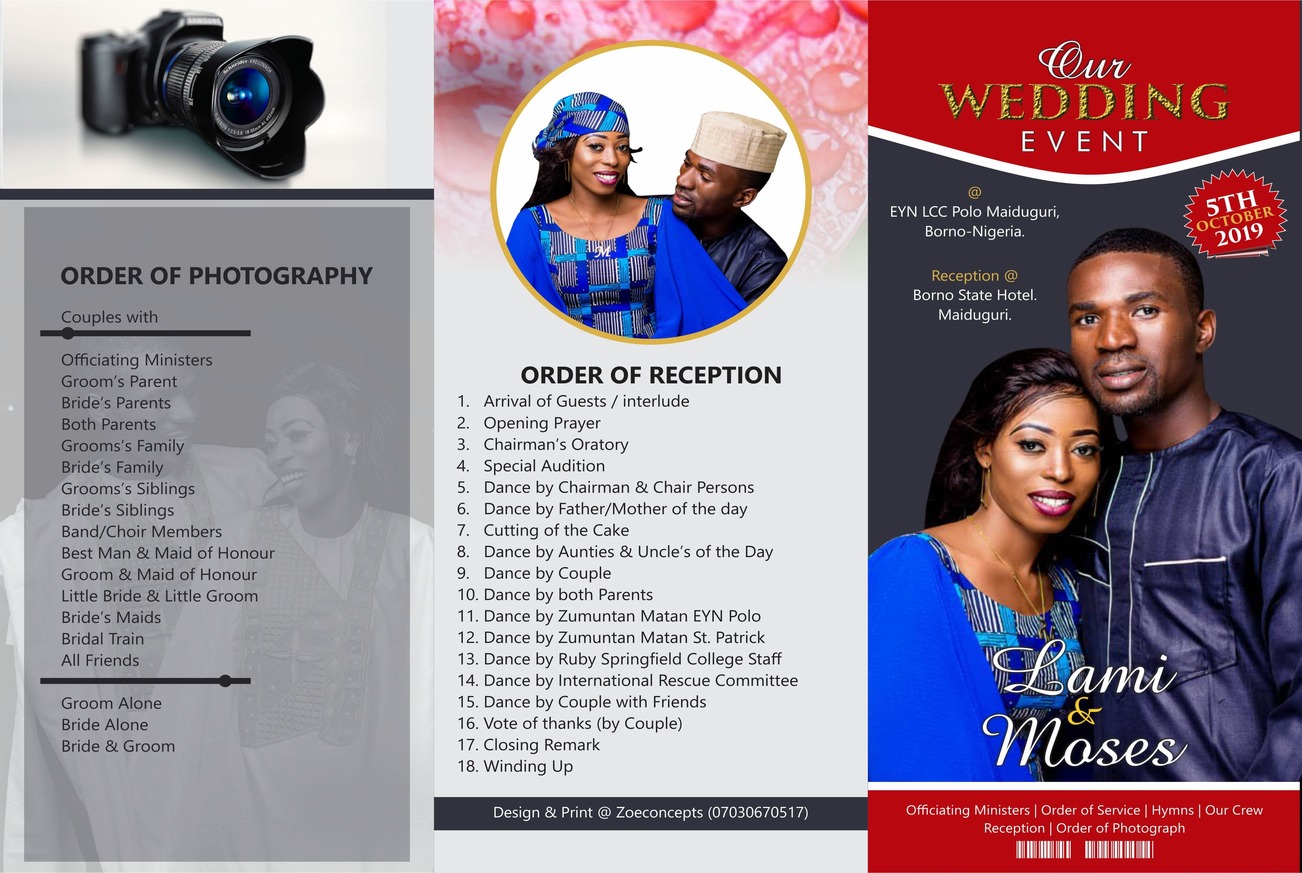 SAMSUNG
ORDER OF PHOTOGRAPHY
Couples with
Officiating Ministers
Groom's Parent
Bride's Parents
Both Parents
Grooms's Family
Bride's Family
Grooms's Siblings
Bride's Siblings
Band/Choir Members
Best Man & Maid of Honour
Groom & Maid of Honour
Little Bride & Little Groom
Bride's Maids
Bridal Train
All Friends
Groom Alone
Bride Alone
Bride & Groom
M
ORDER OF RECEPTION
1. Arrival of Guests / interlude
2. Opening Prayer
3. Chairman's Oratory
4. Special Audition
5. Dance by Chairman & Chair Persons
6. Dance by Father/Mother of the day
7. Cutting of the Cake
8. Dance by Aunties & Uncle's of the Day
9. Dance by Couple
10. Dance by both Parents
11. Dance by Zumuntan Matan EYN Polo
12. Dance by Zumuntan Matan St. Patrick
13. Dance by Ruby Springfield College Staff
14. Dance by International Rescue Committee
15. Dance by Couple with Friends
16. Vote of thanks (by Couple)
17. Closing Remark
18. Winding Up
Design & Print @ Zoeconcepts (07030670517)
Our
WEDDING
EVENT
@
EYN LCC Polo Maiduguri,
Borno-Nigeria.
5TH
OCTOBER
2019
Reception @
Borno State Hotel.
Maiduguri.
Lami
&
Moses
Officiating Ministers | Order of Service | Hymns | Our Crew
Reception | Order of Photograph